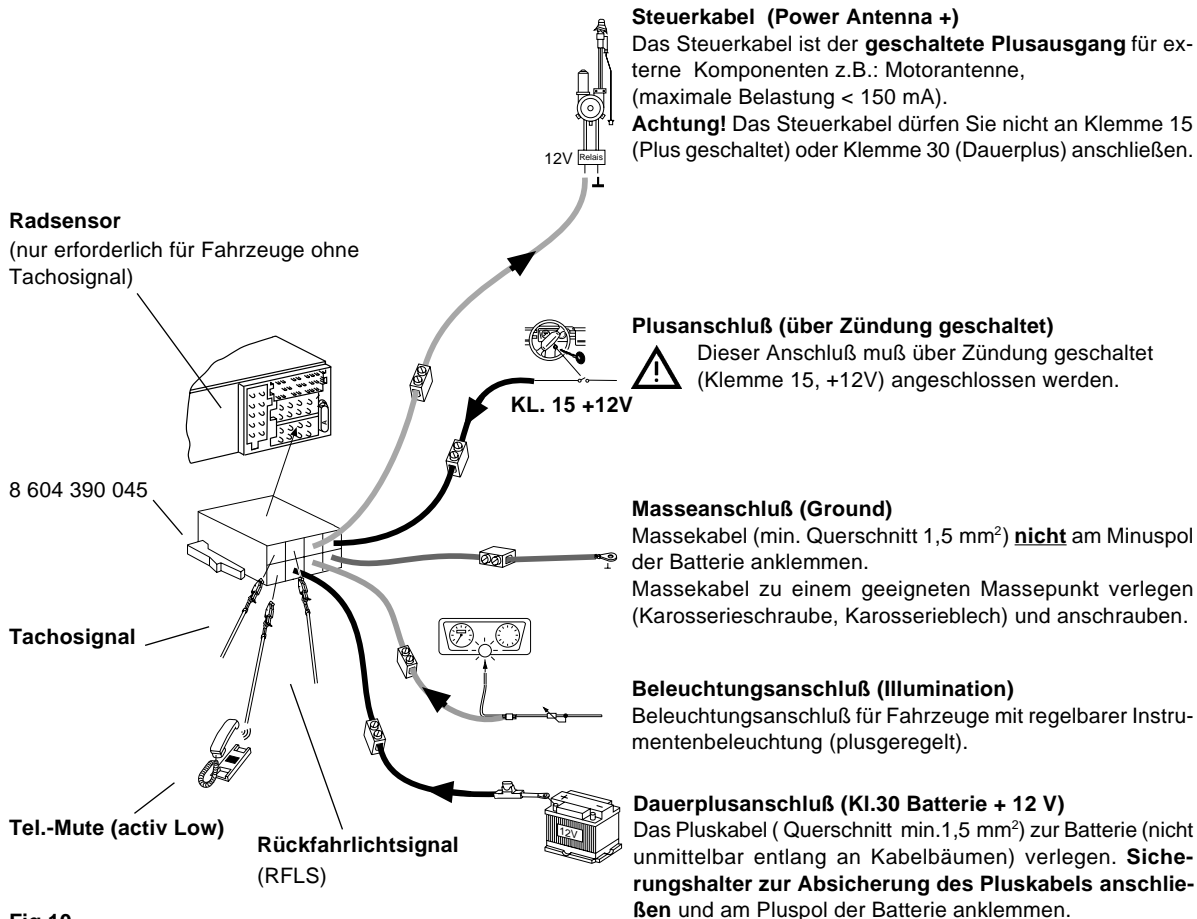 Steuerkabel (Power Antenna +)
Das Steuerkabel ist der geschaltete Plusausgang für ex-
terne Komponenten z.B.: Motorantenne,
(maximale Belastung < 150 mA).
Achtung! Das Steuerkabel dürfen Sie nicht an Klemme 15
(Plus geschaltet) oder Klemme 30 (Dauerplus) anschließen.
12V
Relais
Radsensor
(nur erforderlich für Fahrzeuge ohne
Tachosignal)
Plusanschluß (über Zündung geschaltet)
Dieser Anschluß muß über Zündung geschaltet
(Klemme 15, +12V) angeschlossen werden.
KL. 15 +12V
8 604 390 045
Masseanschluß (Ground)
Massekabel (min. Querschnitt 1,5 mm²) nicht am Minuspol
der Batterie anklemmen.
Massekabel zu einem geeigneten Massepunkt verlegen
(Karosserieschraube, Karosserieblech) und anschrauben.
Tachosignal
Beleuchtungsanschluß (Illumination)
Beleuchtungsanschluß für Fahrzeuge mit regelbarer Instru-
mentenbeleuchtung (plusgeregelt).
Tel.-Mute (activ Low)
Rückfahrlichtsignal
(RFLS)
12V
Dauerplusanschluß (Kl.30 Batterie + 12 V)
Das Pluskabel ( Querschnitt min.1,5 mm²) zur Batterie (nicht
unmittelbar entlang an Kabelbäumen) verlegen. Siche-
rungshalter zur Absicherung des Pluskabels anschlie-
ßen und am Pluspol der Batterie anklemmen.